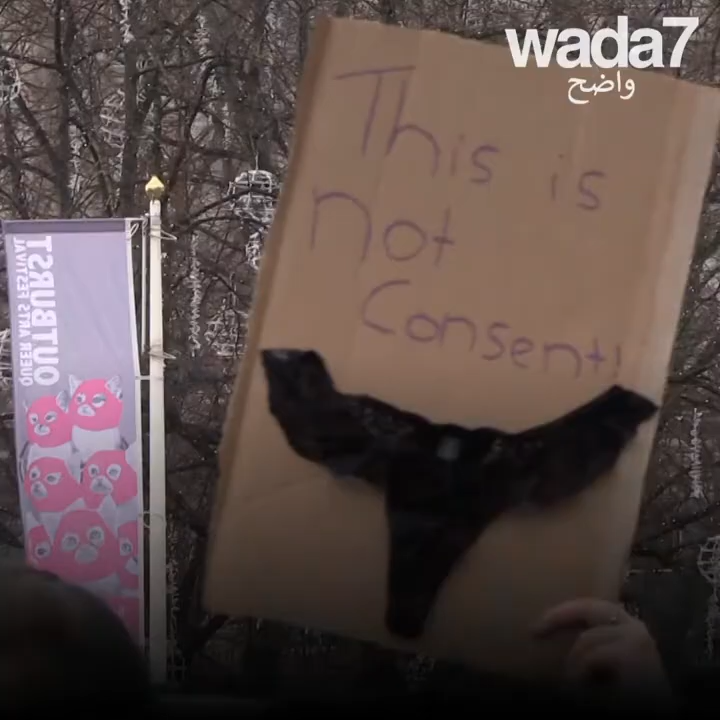 wada7
واضح
This is
not
Consent!
OUTBURST
QUEER ARTS FESTIVAL